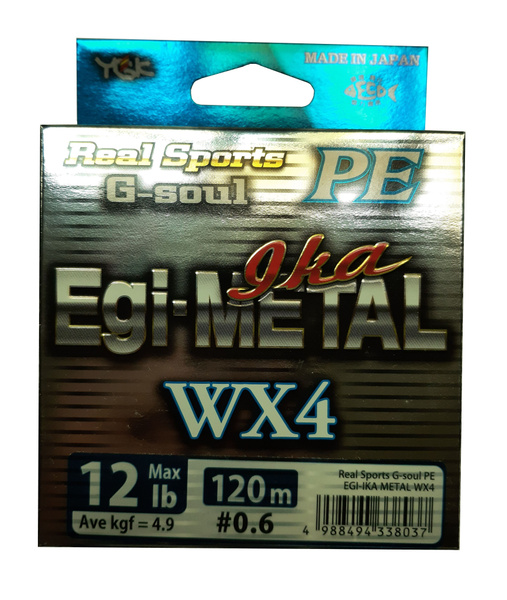 YGK
MADE IN JAPAN
Real Sports
G-soul
PE
Ika
Egi-METAL
WX4
12 Max lb
Ave kgf = 4.9
120m
#0.6
Real Sports G-soul PE
EGI-IKA METAL WX4
4 988494 338037